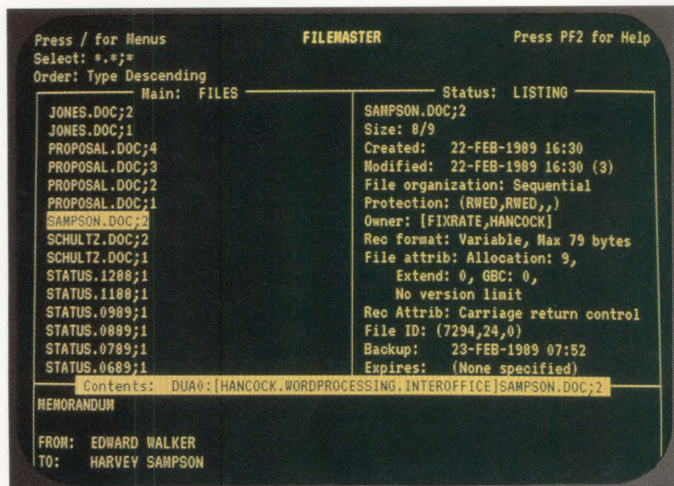 Press / for Menus FILEMASTER Press PF2 for Help
Select: *.*;*
Order: Type Descending
Main: FILES
JONES.DOC;2
JONES.DOC;1
PROPOSAL.DOC;4
PROPOSAL.DOC;3
PROPOSAL.DOC;2
PROPOSAL.DOC;1
SAMPSON.DOC;2
SCHULTZ.DOC;2
SCHULTZ.DOC;1
STATUS.1288;1
STATUS.1188;1
STATUS.0989;1
STATUS.0889;1
STATUS.0789;1
STATUS.0689;1
Status: LISTING
SAMPSON.DOC;2
Size: 8/9
Created: 22-FEB-1989 16:30
Modified: 22-FEB-1989 16:30 (3)
File organization: Sequential
Protection: (RWED,RWED,,)
Owner: [FIXRATE,HANCOCK]
Rec format: Variable, Max 79 bytes
File attrib: Allocation: 9,
Extend: 0, GBC: 0,
No version limit
Rec Attrib: Carriage return control
File ID: (7294,24,0)
Backup: 23-FEB-1989 07:52
Expires: (None specified)
Contents: DUA0:[HANCOCK.WORDPROCESSING.INTEROFFICE]SAMPSON.DOC;2
MEMORANDUM
FROM: EDWARD WALKER
TO: HARVEY SAMPSON